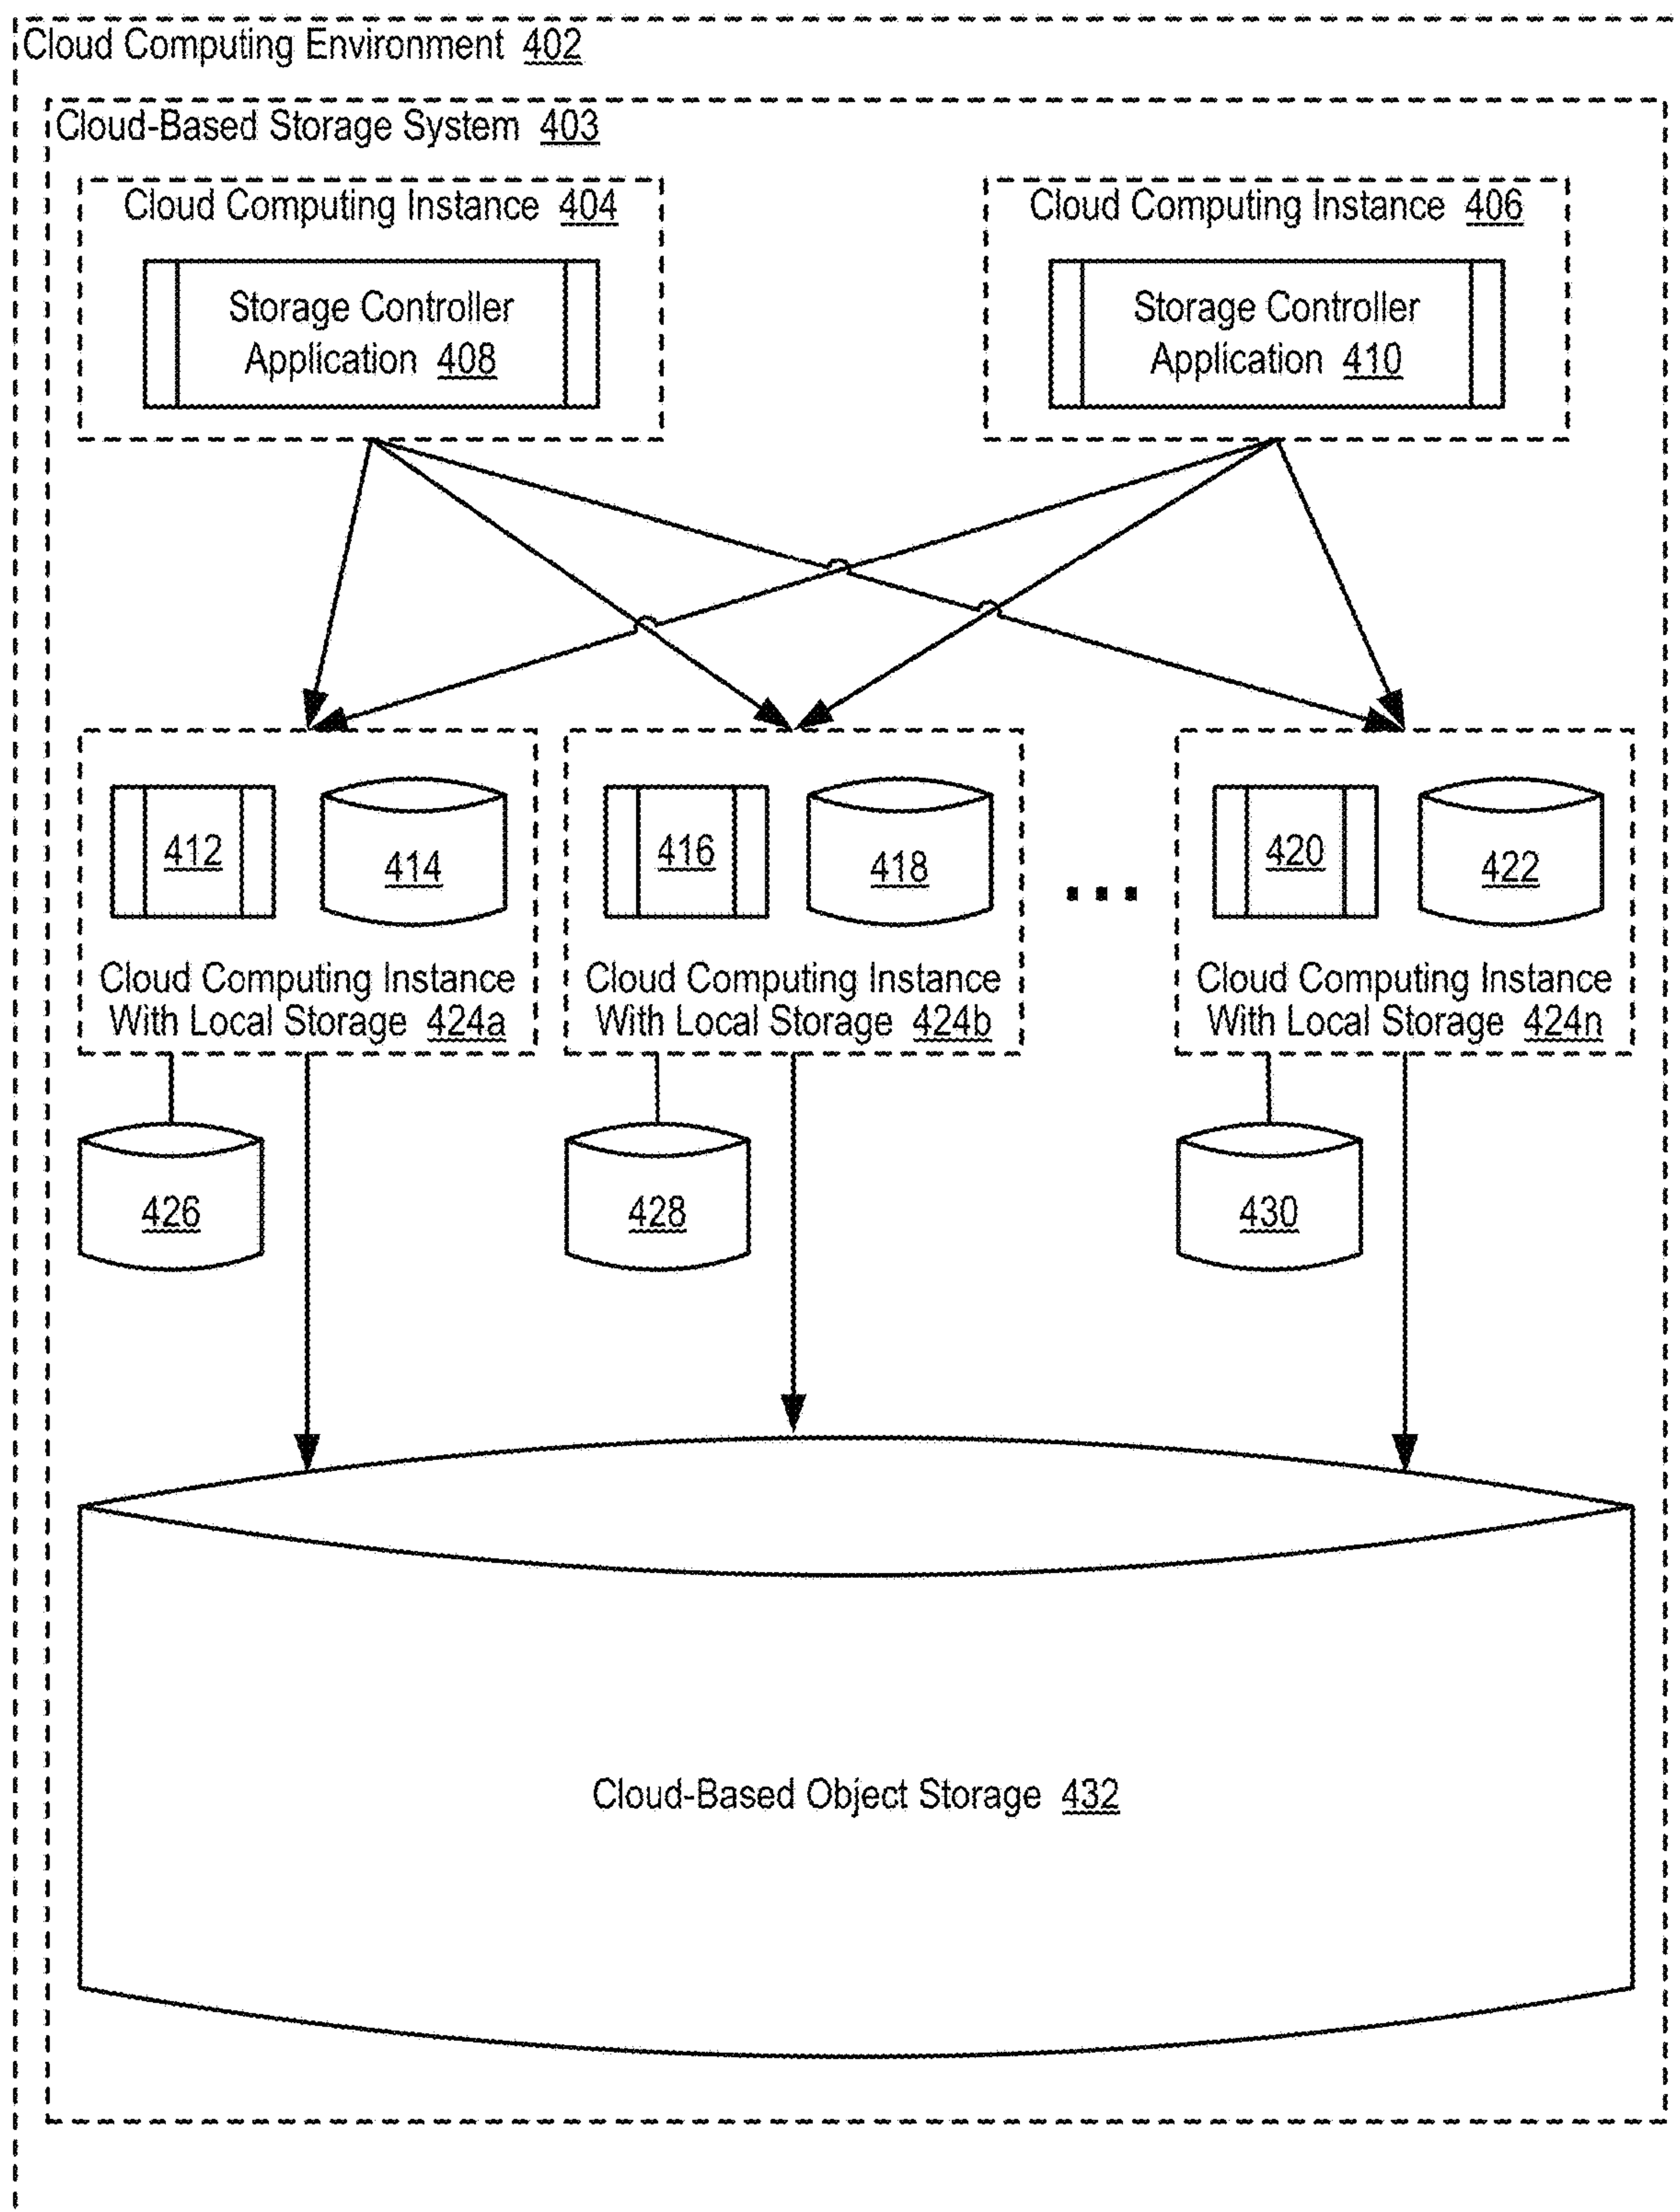 Cloud Computing Environment 402
Cloud-Based Storage System 403
Cloud Computing Instance 404
Storage Controller
Application 408
Cloud Computing Instance 406
Storage Controller
Application 410
412
414
Cloud Computing Instance
With Local Storage 424a
416
418
Cloud Computing Instance
With Local Storage 424b
...
420
422
Cloud Computing Instance
With Local Storage 424n
426
428
430
Cloud-Based Object Storage 432